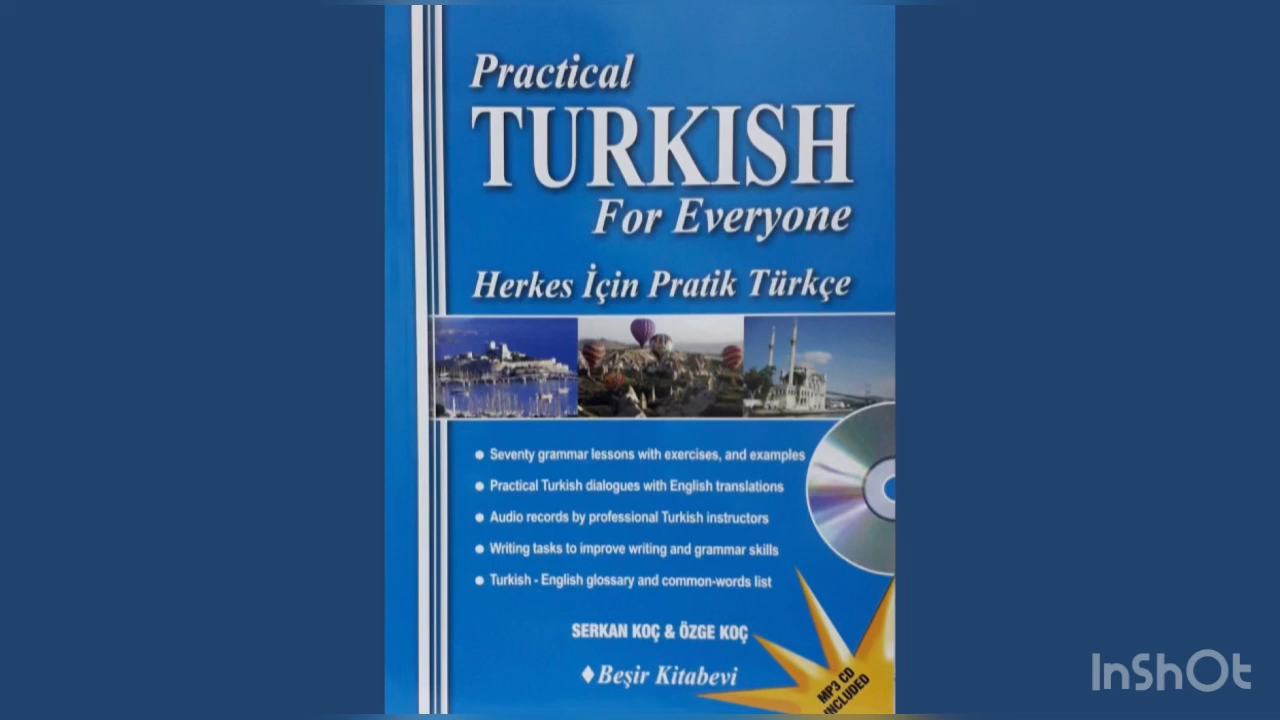 Practical
TURKISH
For Everyone
Herkes İçin Pratik Türkçe
Seventy grammar lessons with exercises, and examples
Practical Turkish dialogues with English translations
Audio records by professional Turkish instructors
Writing tasks to improve writing and grammar skills
Turkish - English glossary and common-words list
SERKAN KOÇ & ÖZGE KOÇ
Beşir Kitabevi
MP3 CD
INCLUDED
InShOt